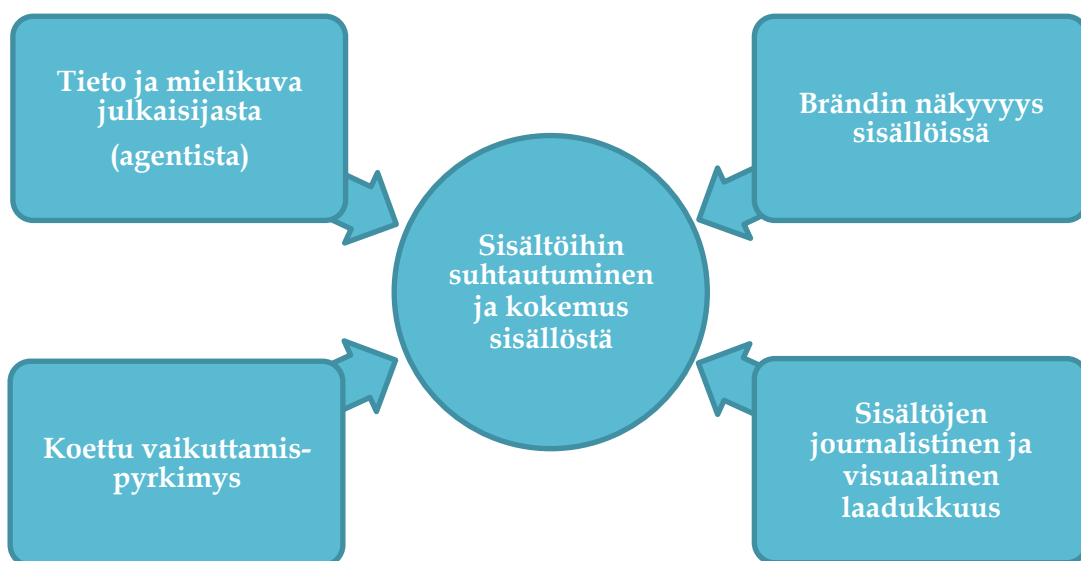 Tieto ja mielikuva
julkaisijasta
(agentista)
Brändin näkyvyys
sisällöissä
Sisältöihin
suhtautuminen
ja kokemus
sisällöstä
Koettu vaikuttamis-
pyrkimys
Sisältöjen
journalistinen ja
visuaalinen
laadukkuus